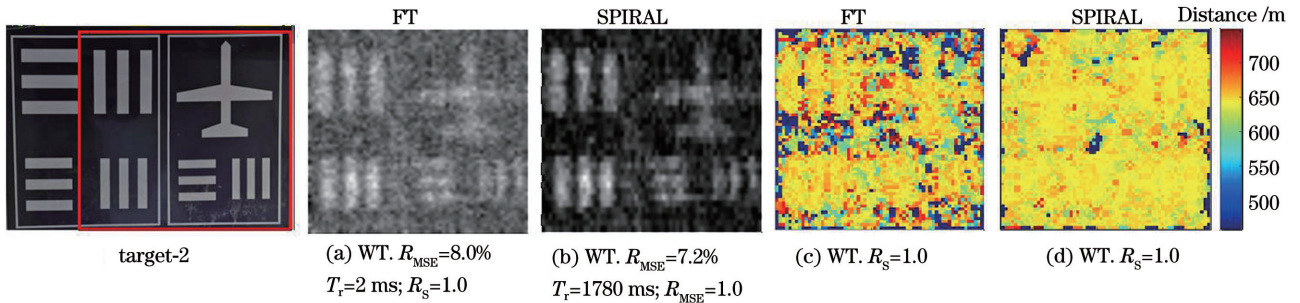 FT
SPIRAL
FT
SPIRAL
Distance /m
700
650
600
550
500
target-2
(a) WT. R_MSE=8.0%
T_r=2 ms; R_S=1.0
(b) WT. R_MSE=7.2%
T_r=1780 ms; R_MSE=1.0
(c) WT. R_S=1.0
(d) WT. R_S=1.0